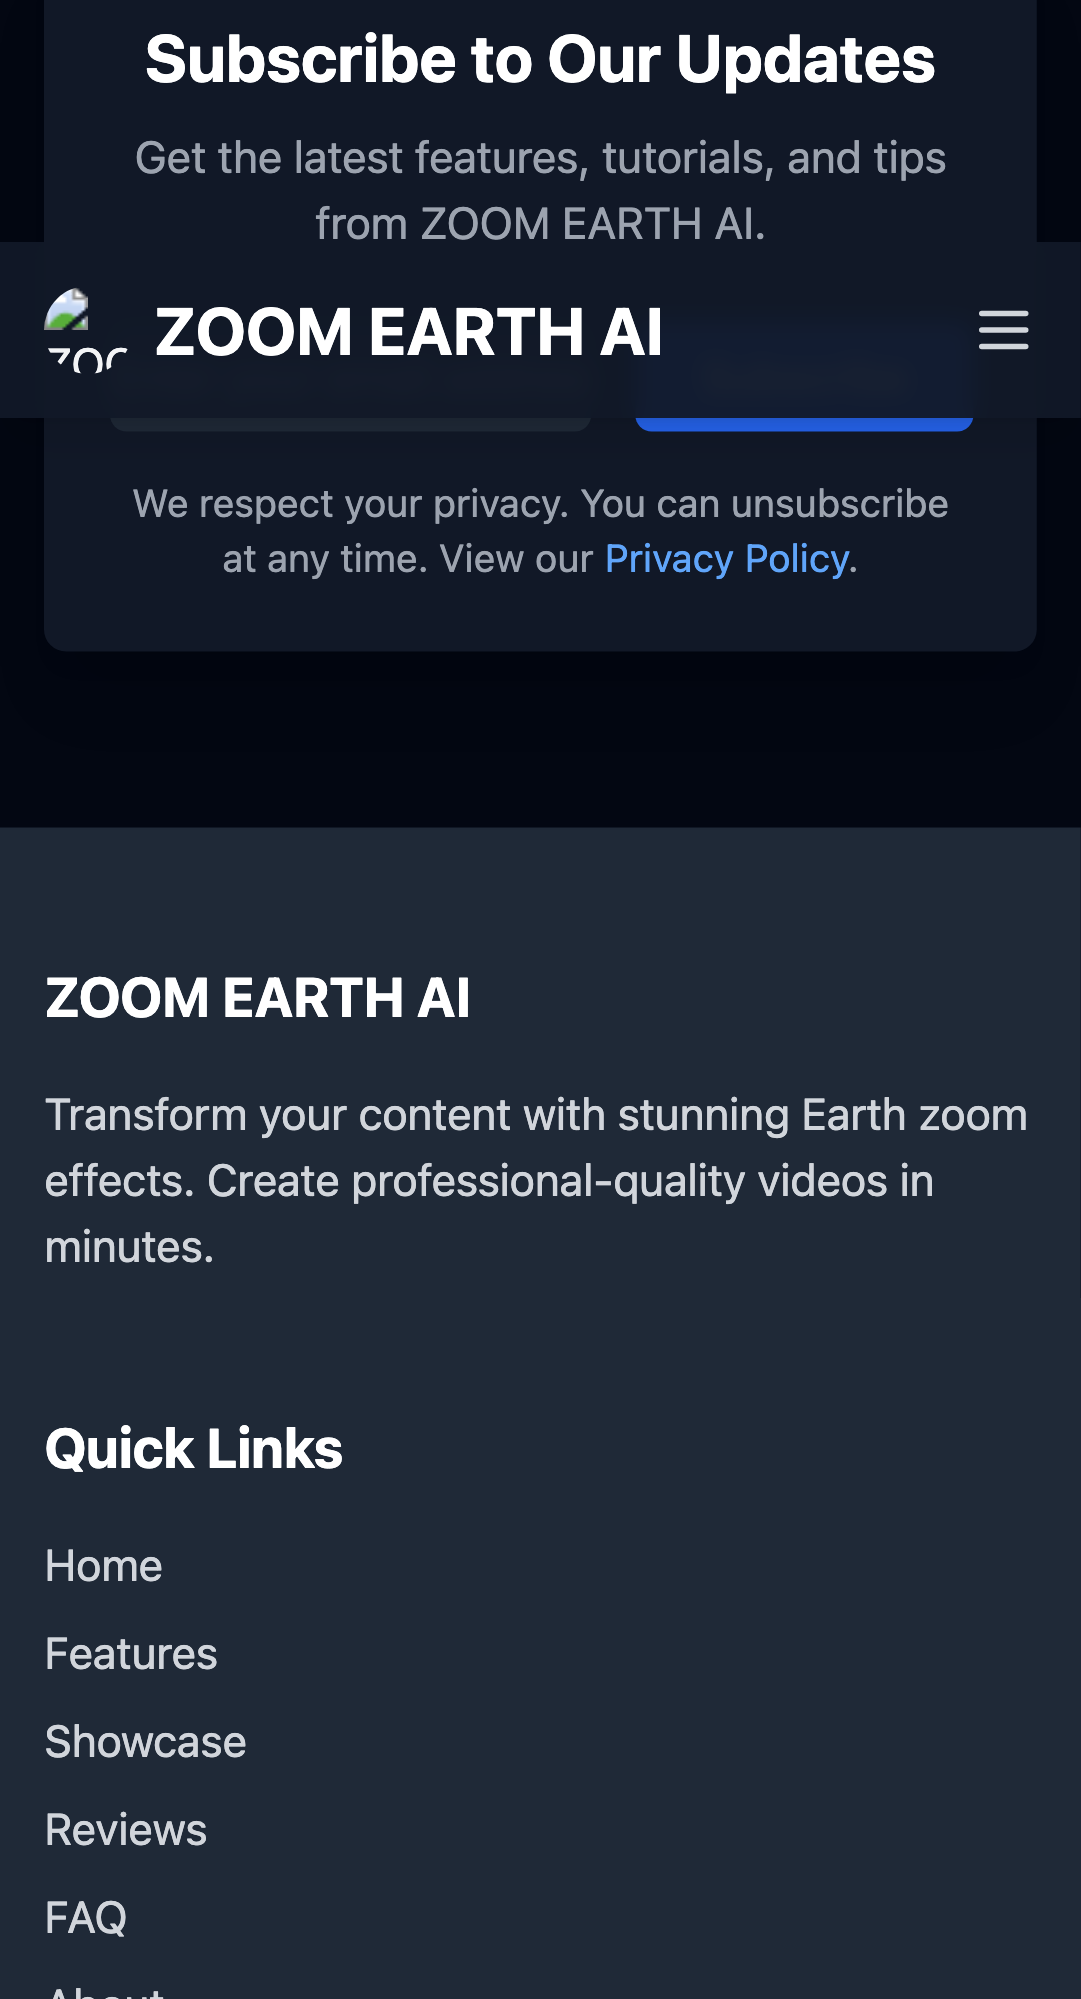 Subscribe to Our Updates
Get the latest features, tutorials, and tips
from ZOOM EARTH AI.
ZOOM EARTH AI
We respect your privacy. You can unsubscribe
at any time. View our Privacy Policy.
ZOOM EARTH AI
Transform your content with stunning Earth zoom
effects. Create professional-quality videos in
minutes.
Quick Links
Home
Features
Showcase
Reviews
FAQ
About